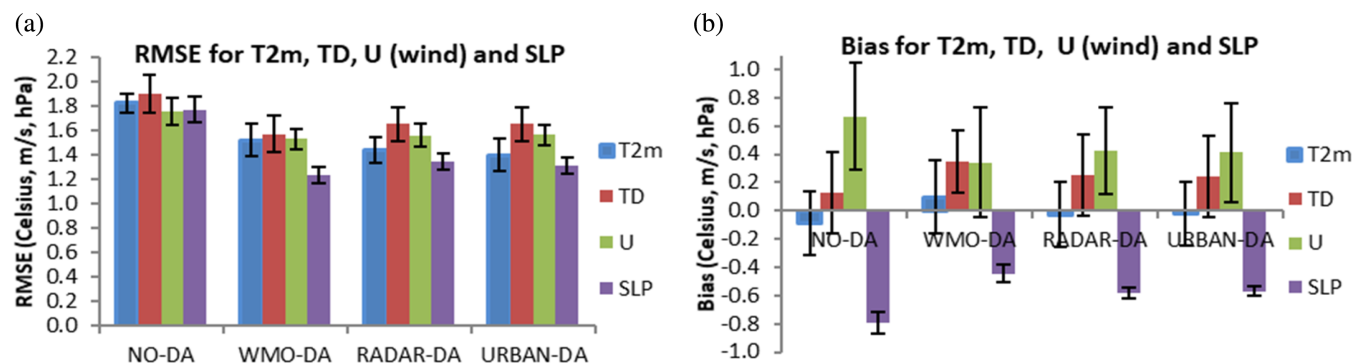 (a)
RMSE for T2m, TD, U (wind) and SLP
RMSE (Celsius, m/s, hPa)
2.2
2.0
1.8
1.6
1.4
1.2
1.0
0.8
0.6
0.4
0.2
0.0
NO-DA WMO-DA RADAR-DA URBAN-DA
T2m
TD
U
SLP
(b)
Bias for T2m, TD, U (wind) and SLP
Bias (Celsius, m/s, hPa)
1.0
0.8
0.6
0.4
0.2
0.0
-0.2
-0.4
-0.6
-0.8
-1.0
NO-DA WMO-DA RADAR-DA URBAN-DA
T2m
TD
U
SLP